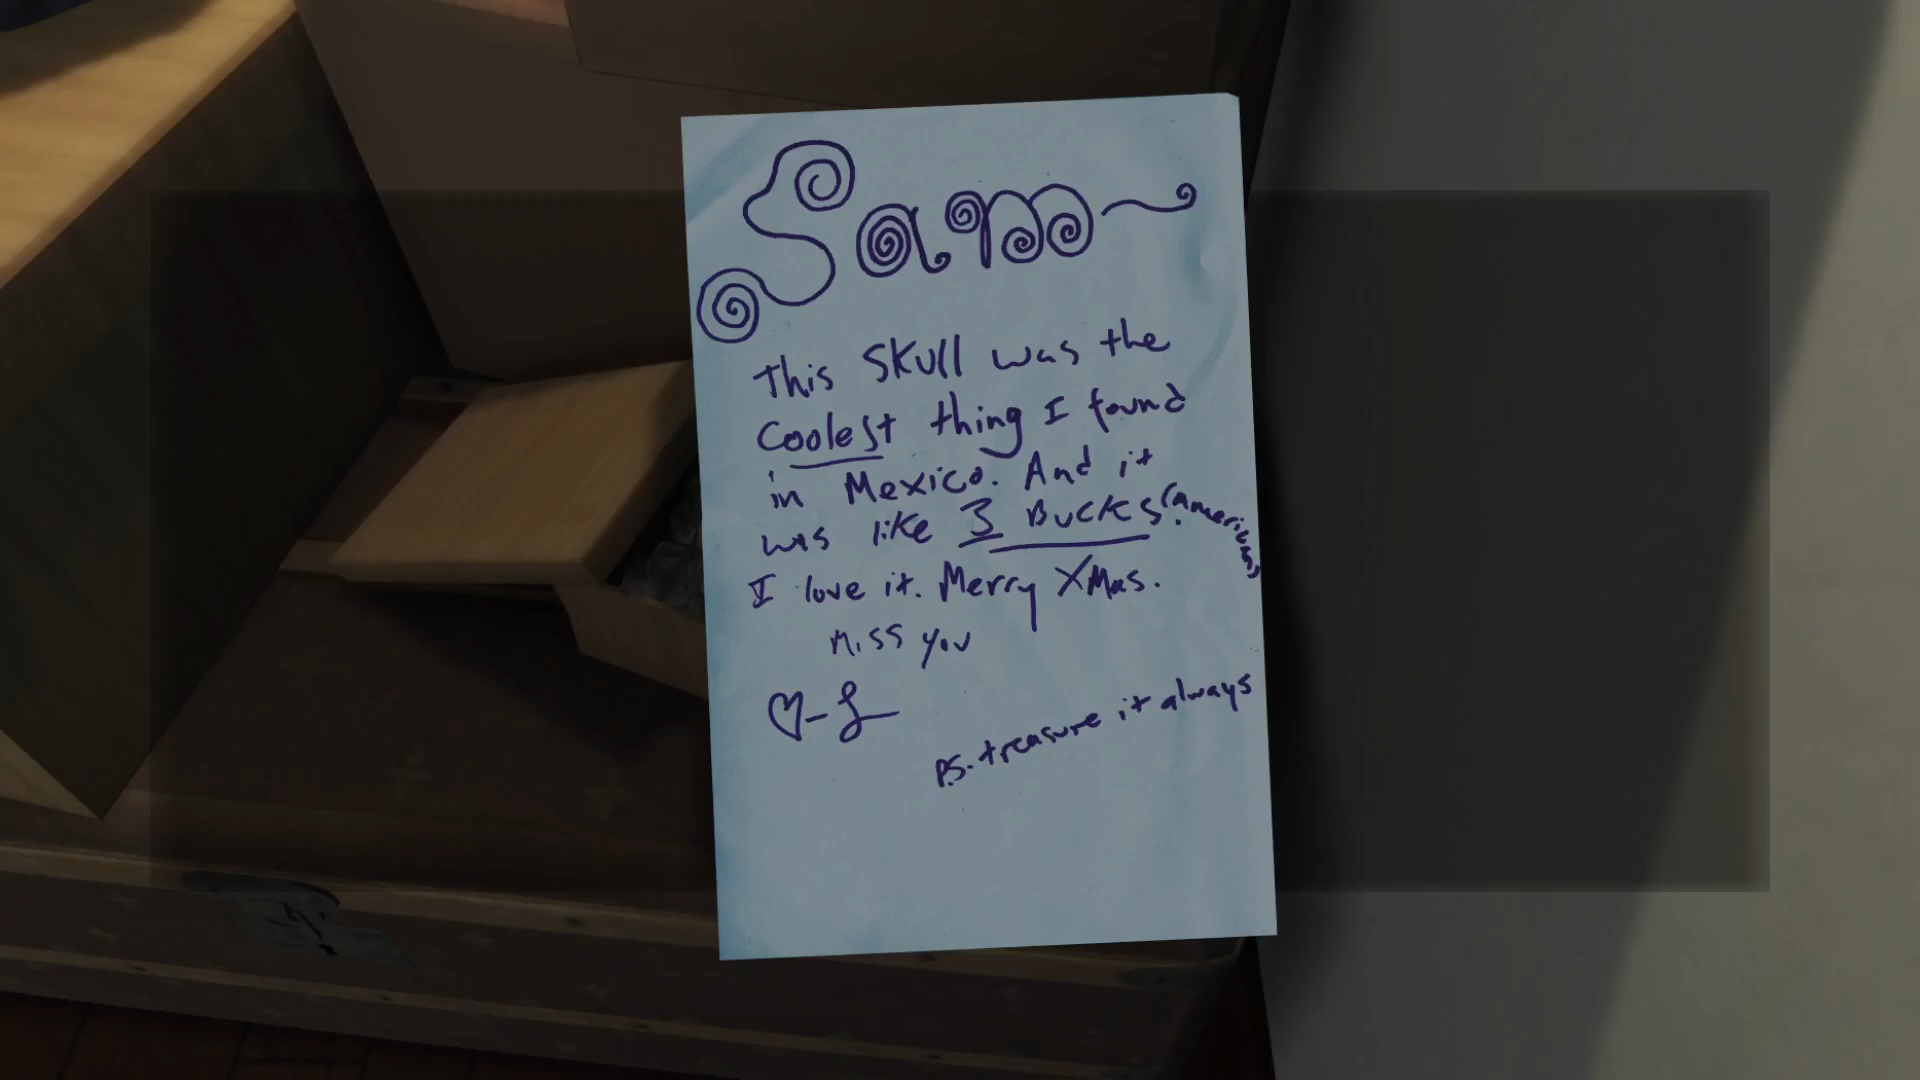 Sam
This Skull was the
Coolest thing I found
in Mexico. And it
was like 3 BUCKS. (American)
I love it. Merry XMas.
Miss you
♡-L
P.S. treasure it always